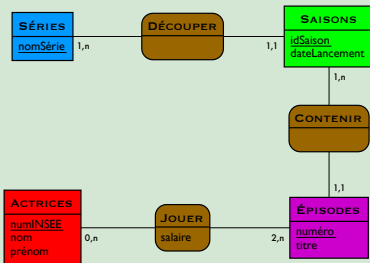 SÉRIES
nomSérie
1,n
DÉCOUPER
1,1
SAISONS
idSaison
dateLancement
1,n
CONTENIR
1,1
ACTRICES
numINSEE
nom
prénom
0,n
JOUER
salaire
2,n
ÉPISODES
numéro
titre